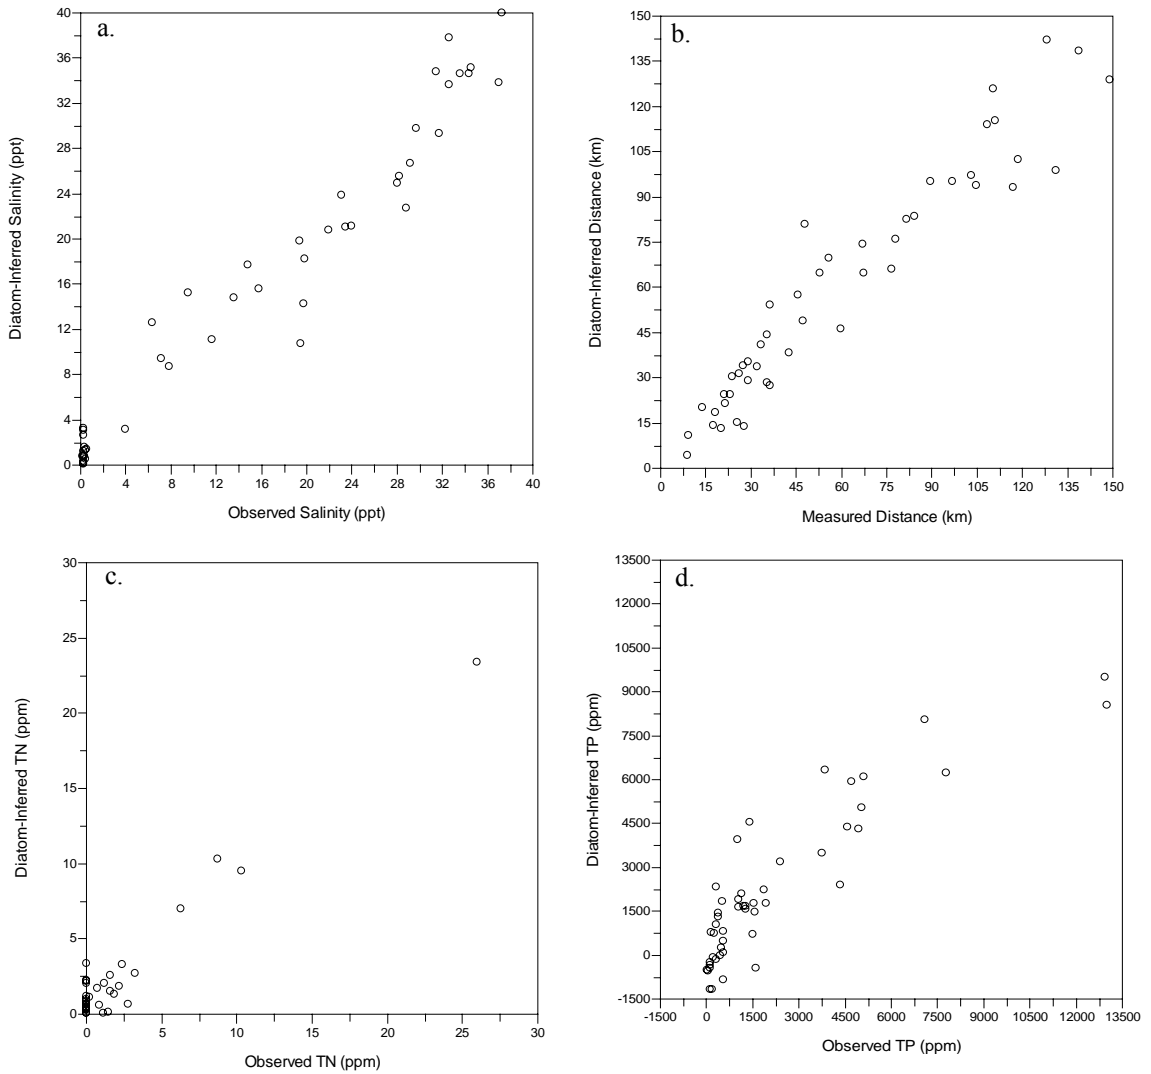 a.
40
36
32
28
24
20
16
12
8
4
0
Diatom-Inferred Salinity (ppt)
0 4 8 12 16 20 24 28 32 36 40
Observed Salinity (ppt)
b.
150
135
120
105
90
75
60
45
30
15
0
Diatom-Inferred Distance (km)
0 15 30 45 60 75 90 105 120 135 150
Measured Distance (km)
c.
30
25
20
15
10
5
0
Diatom-Inferred TN (ppm)
0 5 10 15 20 25 30
Observed TN (ppm)
d.
13500
12000
10500
9000
7500
6000
4500
3000
1500
0
-1500
Diatom-Inferred TP (ppm)
-1500 0 1500 3000 4500 6000 7500 9000 10500 12000 13500
Observed TP (ppm)